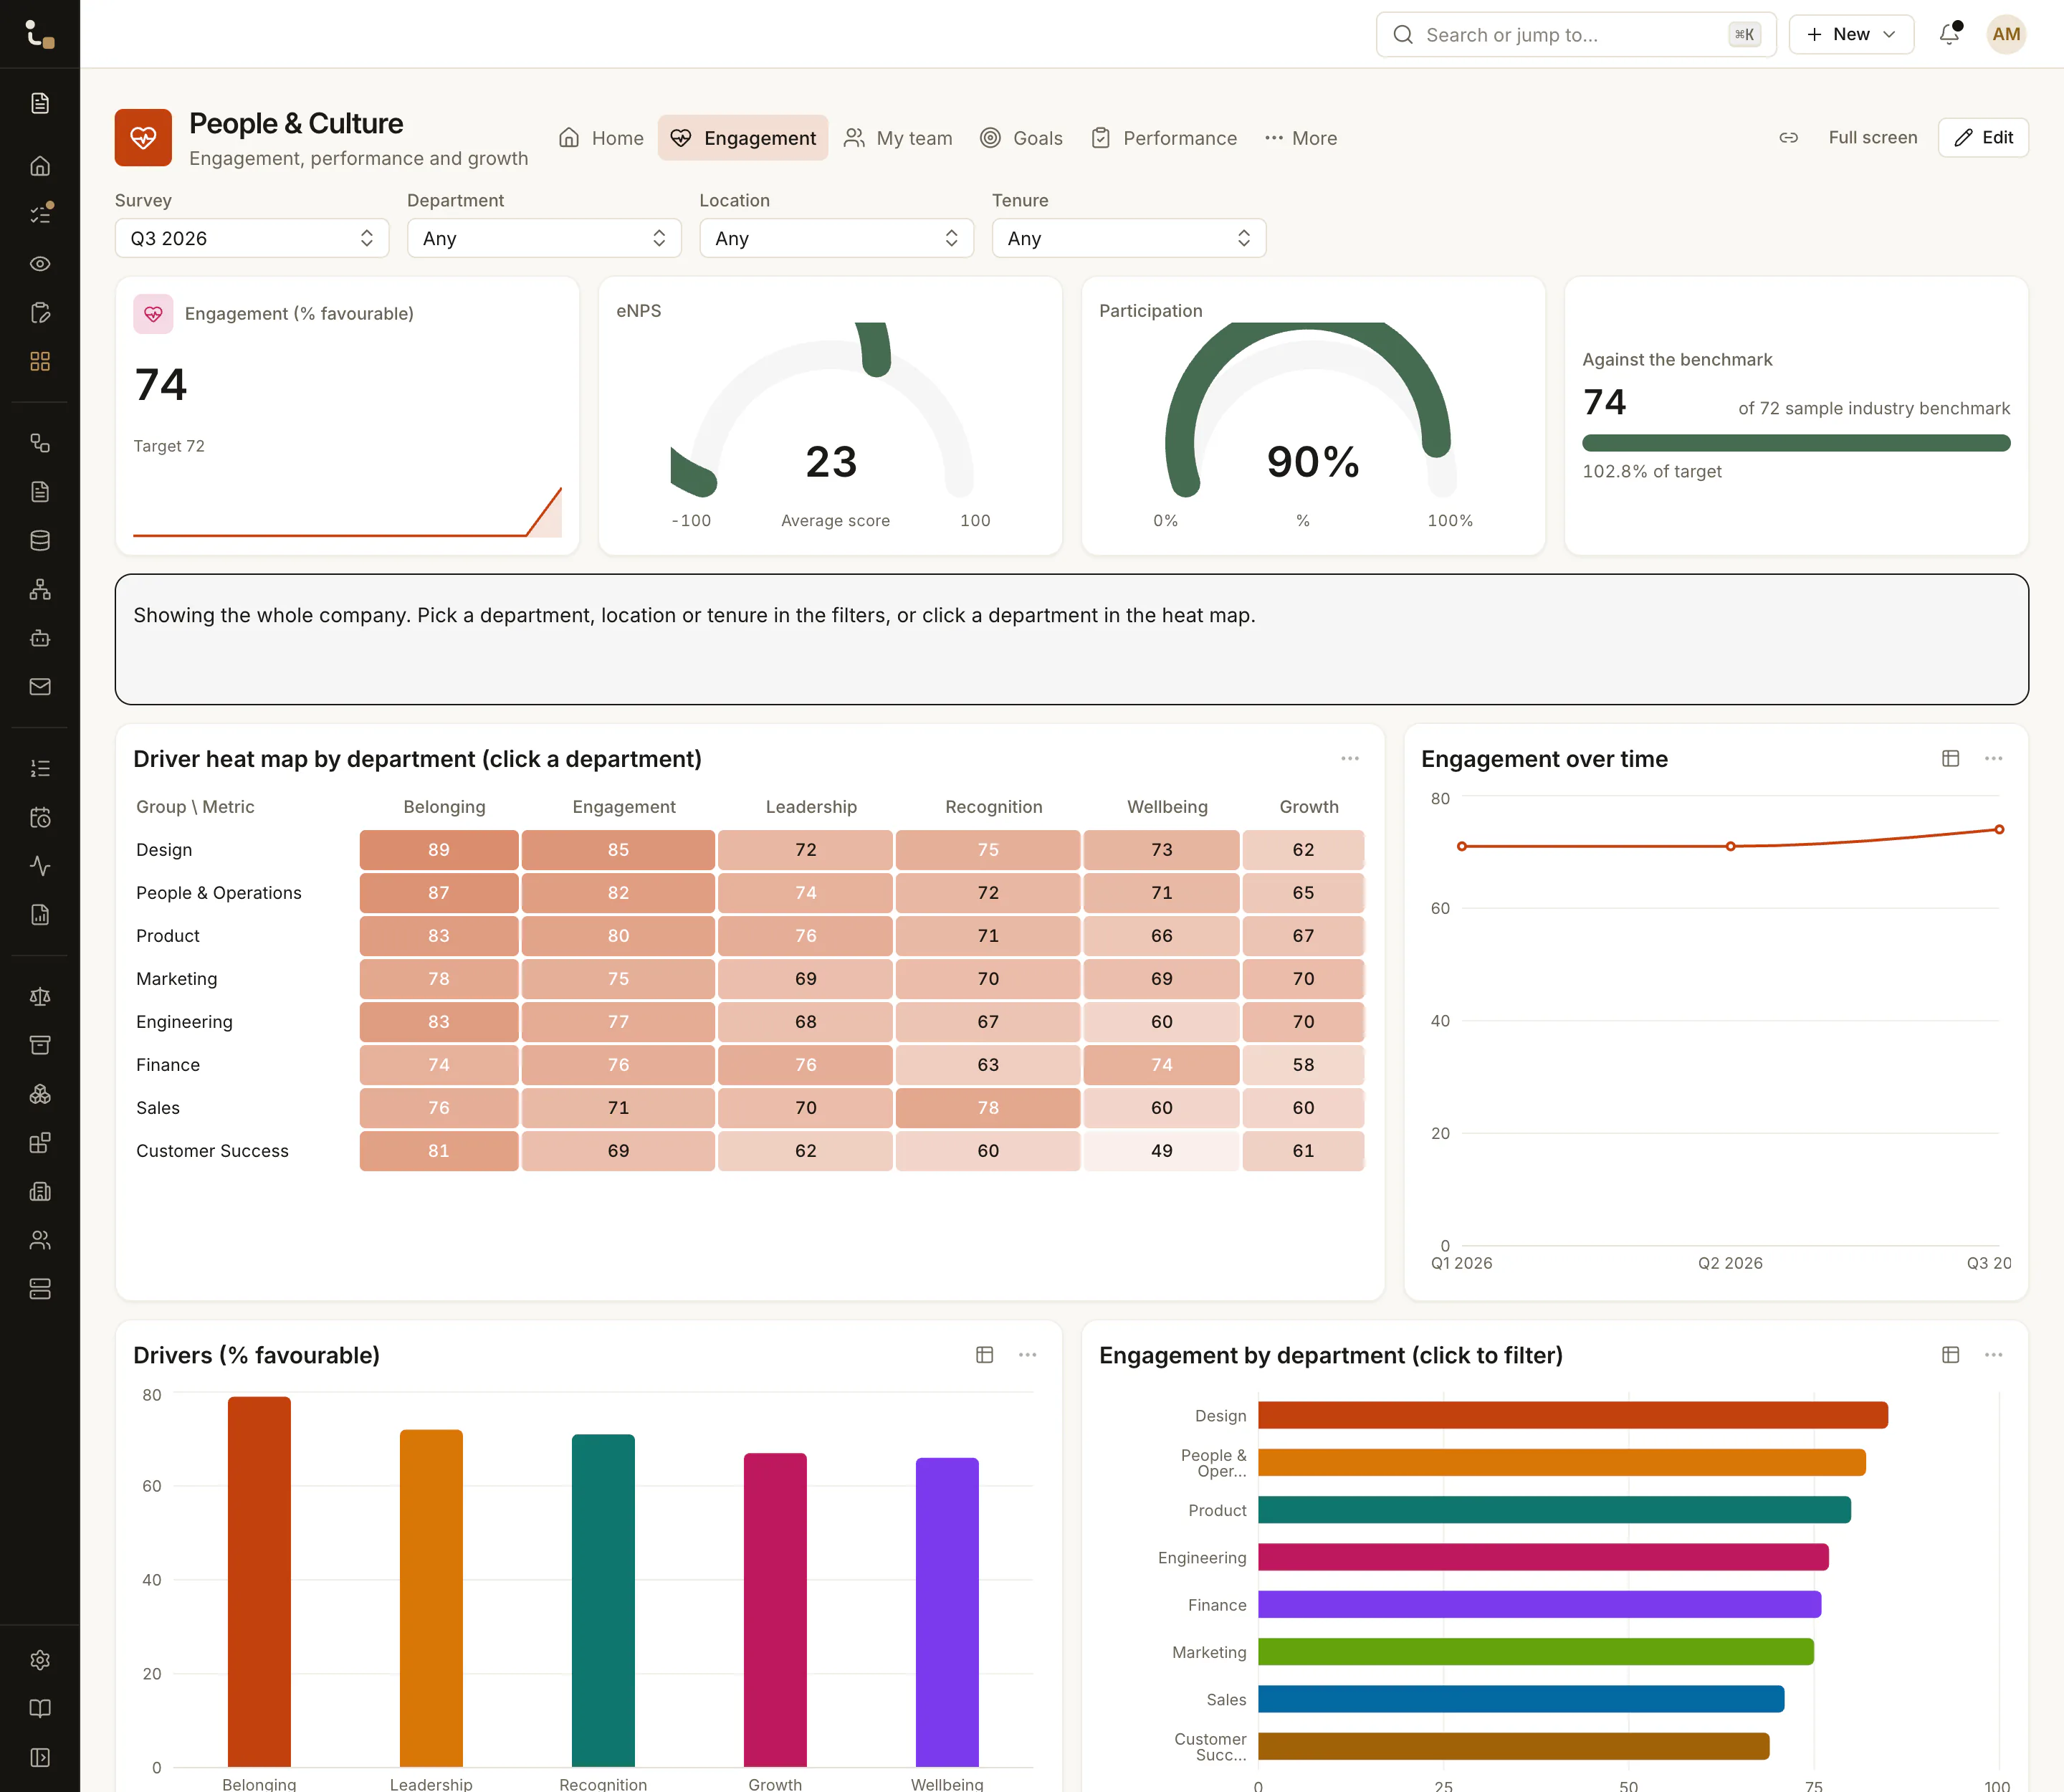 Search or jump to...
⌘K
New
AM
People & Culture
Engagement, performance and growth
Home
Engagement
My team
Goals
Performance
More
Full screen
Edit
Survey
Department
Location
Tenure
Q3 2026
Any
Any
Any
Engagement (% favourable)
74
Target 72
eNPS
23
-100
Average score
100
Participation
90%
0%
%
100%
Against the benchmark
74
of 72 sample industry benchmark
102.8% of target
Showing the whole company. Pick a department, location or tenure in the filters, or click a department in the heat map.
Driver heat map by department (click a department)
Group \ Metric Belonging Engagement Leadership Recognition Wellbeing Growth
Design 89 85 72 75 73 62
People & Operations 87 82 74 72 71 65
Product 83 80 76 71 66 67
Marketing 78 75 69 70 69 70
Engineering 83 77 68 67 60 70
Finance 74 76 76 63 74 58
Sales 76 71 70 78 60 60
Customer Success 81 69 62 60 49 61
Engagement over time
80
60
40
20
0
Q1 2026
Q2 2026
Q3 20
Drivers (% favourable)
80
60
40
20
0
Belonging
Leadership
Recognition
Growth
Wellbeing
Engagement by department (click to filter)
Design
People &
Oper...
Product
Engineering
Finance
Marketing
Sales
Customer
Succ...
0
25
50
75
100